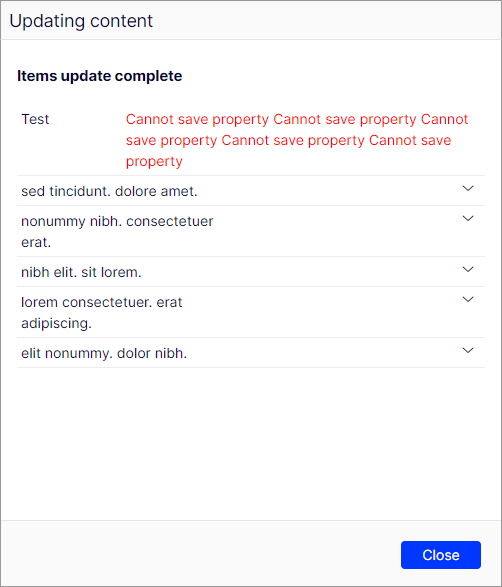 Updating content
Items update complete
Test
Cannot save property Cannot save property Cannot
save property Cannot save property Cannot save
property
sed tincidunt. dolore amet.
nonummy nibh. consectetuer
erat.
nibh elit. sit lorem.
lorem consectetuer. erat
adipiscing.
elit nonummy. dolor nibh.
Close